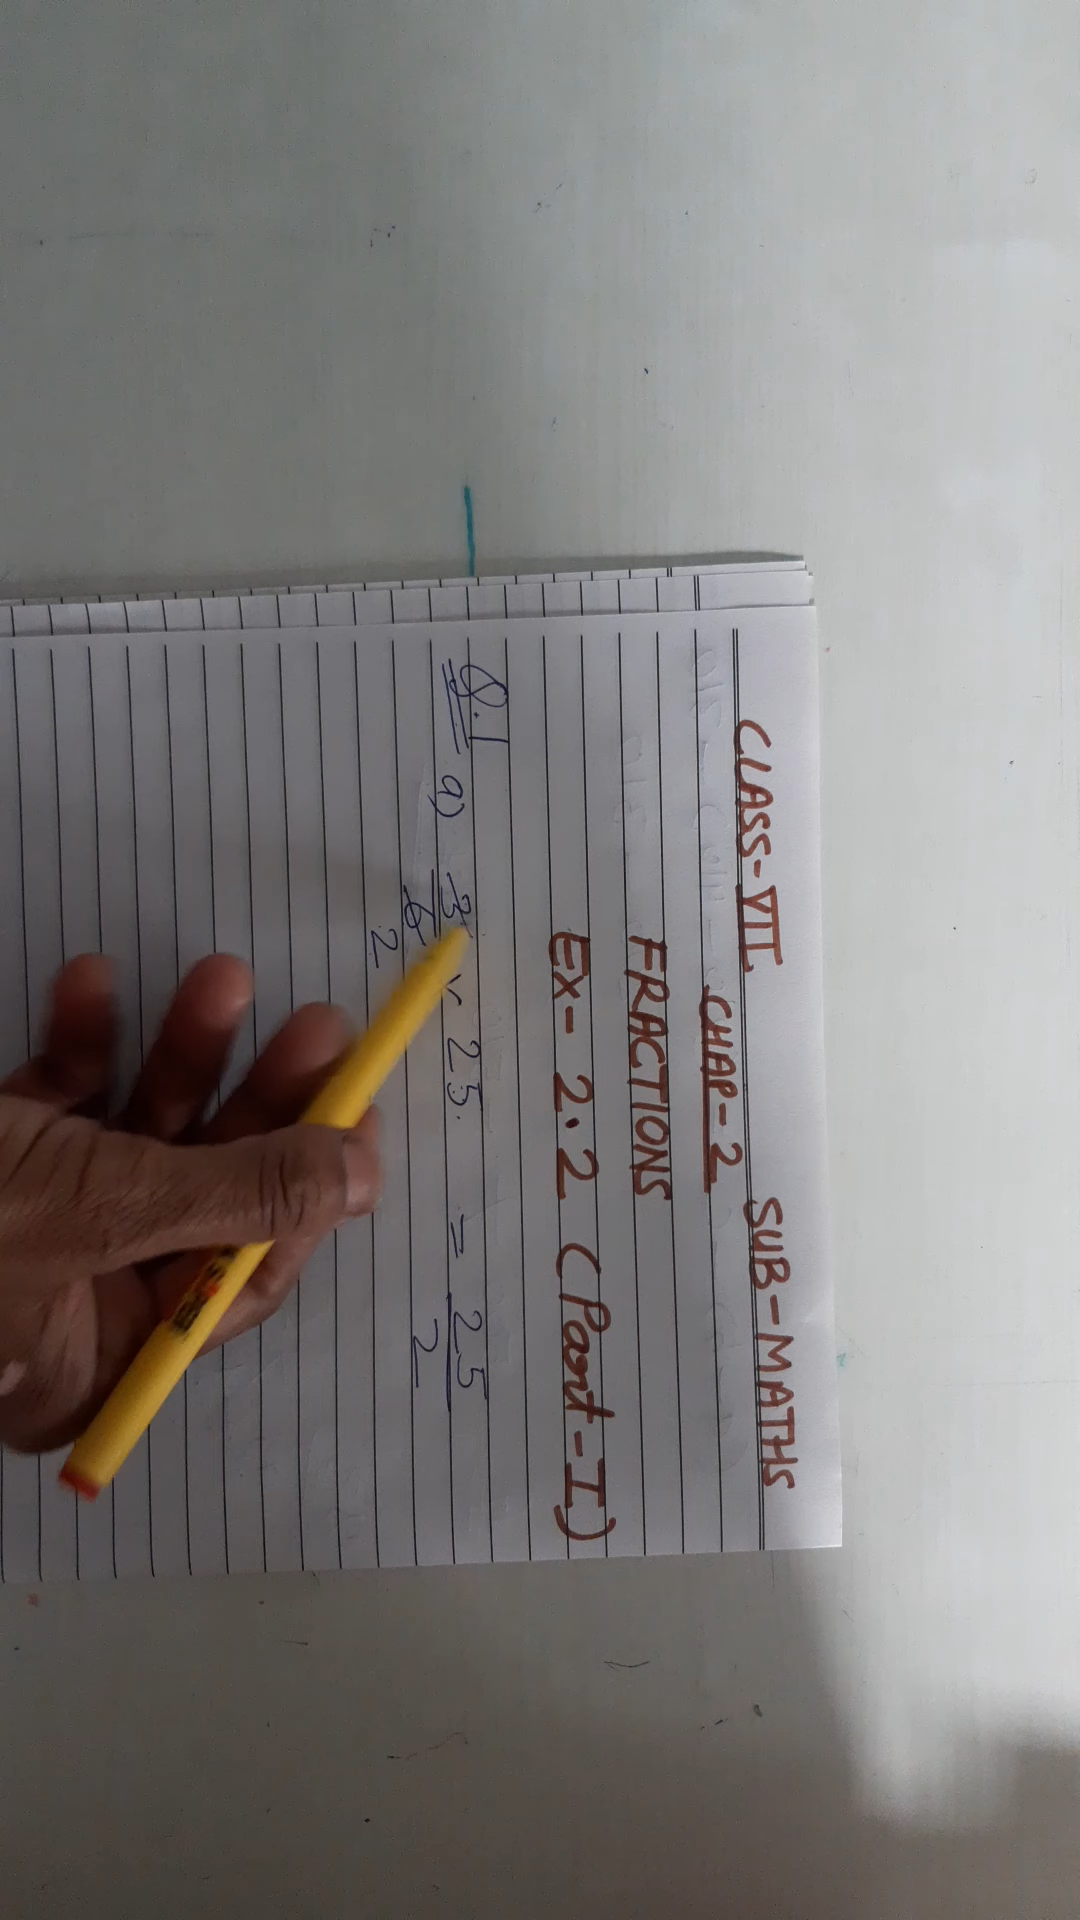 CLASS-VII SUB-MATHS
CHAP-2
FRACTIONS
EX-2.2 (Part-I)
Q.1 a) 3/6 x 25. = 25/2
2